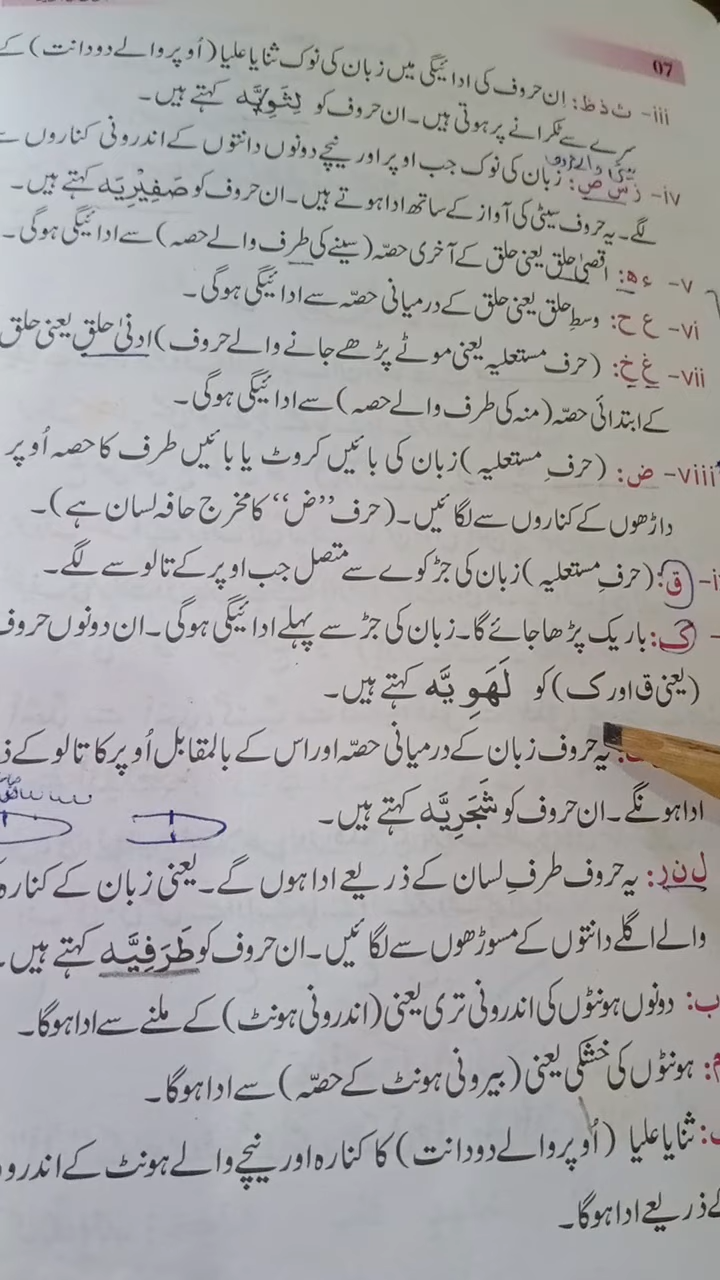 07
iii- ث ذ ظ: اِن حروف کی ادائیگی میں زبان کی نوک ثنایا علیا (اُوپر والے دو دانت) کے
سرے سے ٹکرانے پر ہوتی ہیں۔ ان حروف کو لِثَوِیَّہ کہتے ہیں۔
iv- ز س ص: زبان کی نوک جب اوپر اور نیچے دونوں دانتوں کے اندرونی کناروں سے
لگے۔ یہ حروف سیٹی کی آواز کے ساتھ ادا ہوتے ہیں۔ ان حروف کو صَفِیْرِیَہ کہتے ہیں۔
v- ء ھ: اقصیٰ حلق یعنی حلق کے آخری حصّہ (سینے کی طرف والے حصہ) سے ادائیگی ہوگی۔
vi- ع ح: وسطِ حلق یعنی حلق کے درمیانی حصّہ سے ادائیگی ہوگی۔
vii- غ خ: (حرف مستعلیہ یعنی موٹے پڑھے جانے والے حروف) ادنیٰ حلق یعنی حلق
کے ابتدائی حصّہ (منہ کی طرف والے حصہ) سے ادائیگی ہوگی۔
viii- ض: (حرفِ مستعلیہ) زبان کی بائیں کروٹ یا بائیں طرف کا حصہ اُوپر
داڑھوں کے کناروں سے لگائیں۔ (حرف ”ض“ کا مخرج حافہ لسان ہے)۔
ق: (حرفِ مستعلیہ) زبان کی جڑ کوے سے متصل جب اوپر کے تالو سے لگے۔
ک: باریک پڑھا جائے گا۔ زبان کی جڑ سے پہلے ادائیگی ہوگی۔ ان دونوں حروف
(یعنی ق اور ک) کو لَھَوِیَّہ کہتے ہیں۔
یہ حروف زبان کے درمیانی حصّہ اور اس کے بالمقابل اُوپر کا تالو کے
ادا ہونگے۔ ان حروف کو شَجَرِیَّہ کہتے ہیں۔
ل ن ر: یہ حروف طرفِ لسان کے ذریعے ادا ہوں گے۔ یعنی زبان کے کنارہ
والے اگلے دانتوں کے مسوڑھوں سے لگائیں۔ ان حروف کو طَرَفِیَّہ کہتے ہیں۔
ب: دونوں ہونٹوں کی اندرونی تری یعنی (اندرونی ہونٹ) کے ملنے سے ادا ہوگا۔
م: ہونٹوں کی خشکی یعنی (بیرونی ہونٹ کے حصّہ) سے ادا ہوگا۔
ثنایا علیا (اُوپر والے دو دانت) کا کنارہ اور نیچے والے ہونٹ کے
کے ذریعے ادا ہوگا۔